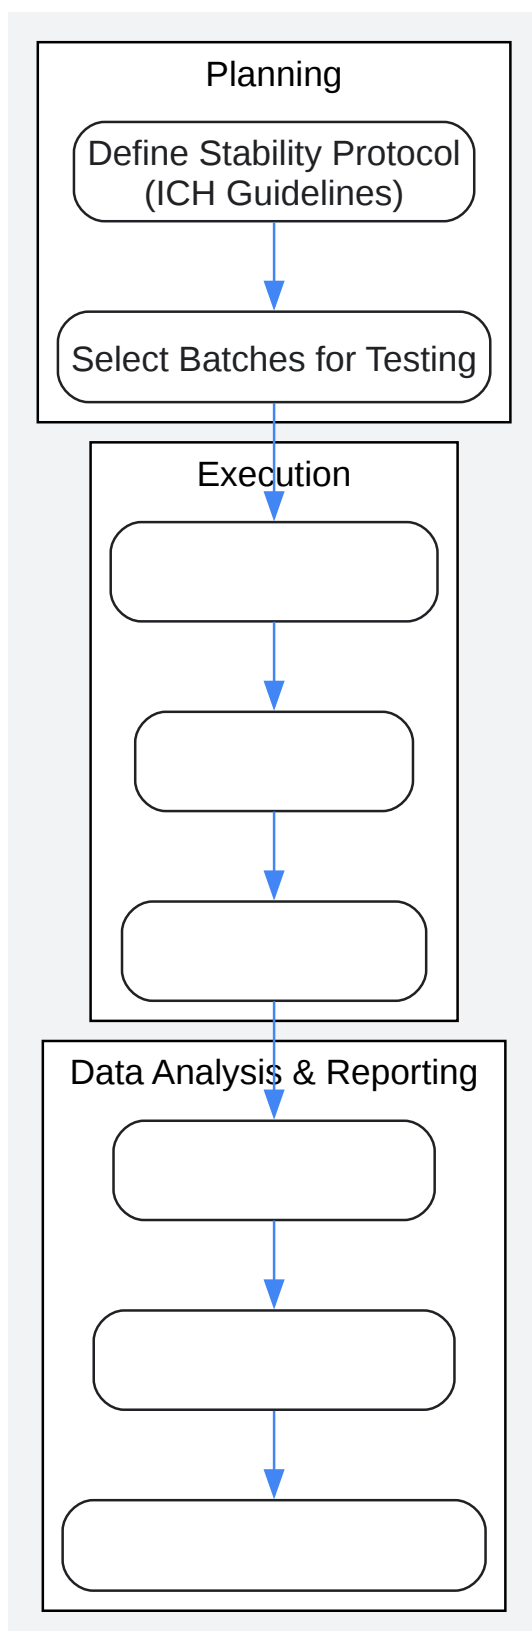 Planning
Define Stability Protocol
(ICH Guidelines)
Select Batches for Testing
Execution
Data Analysis & Reporting